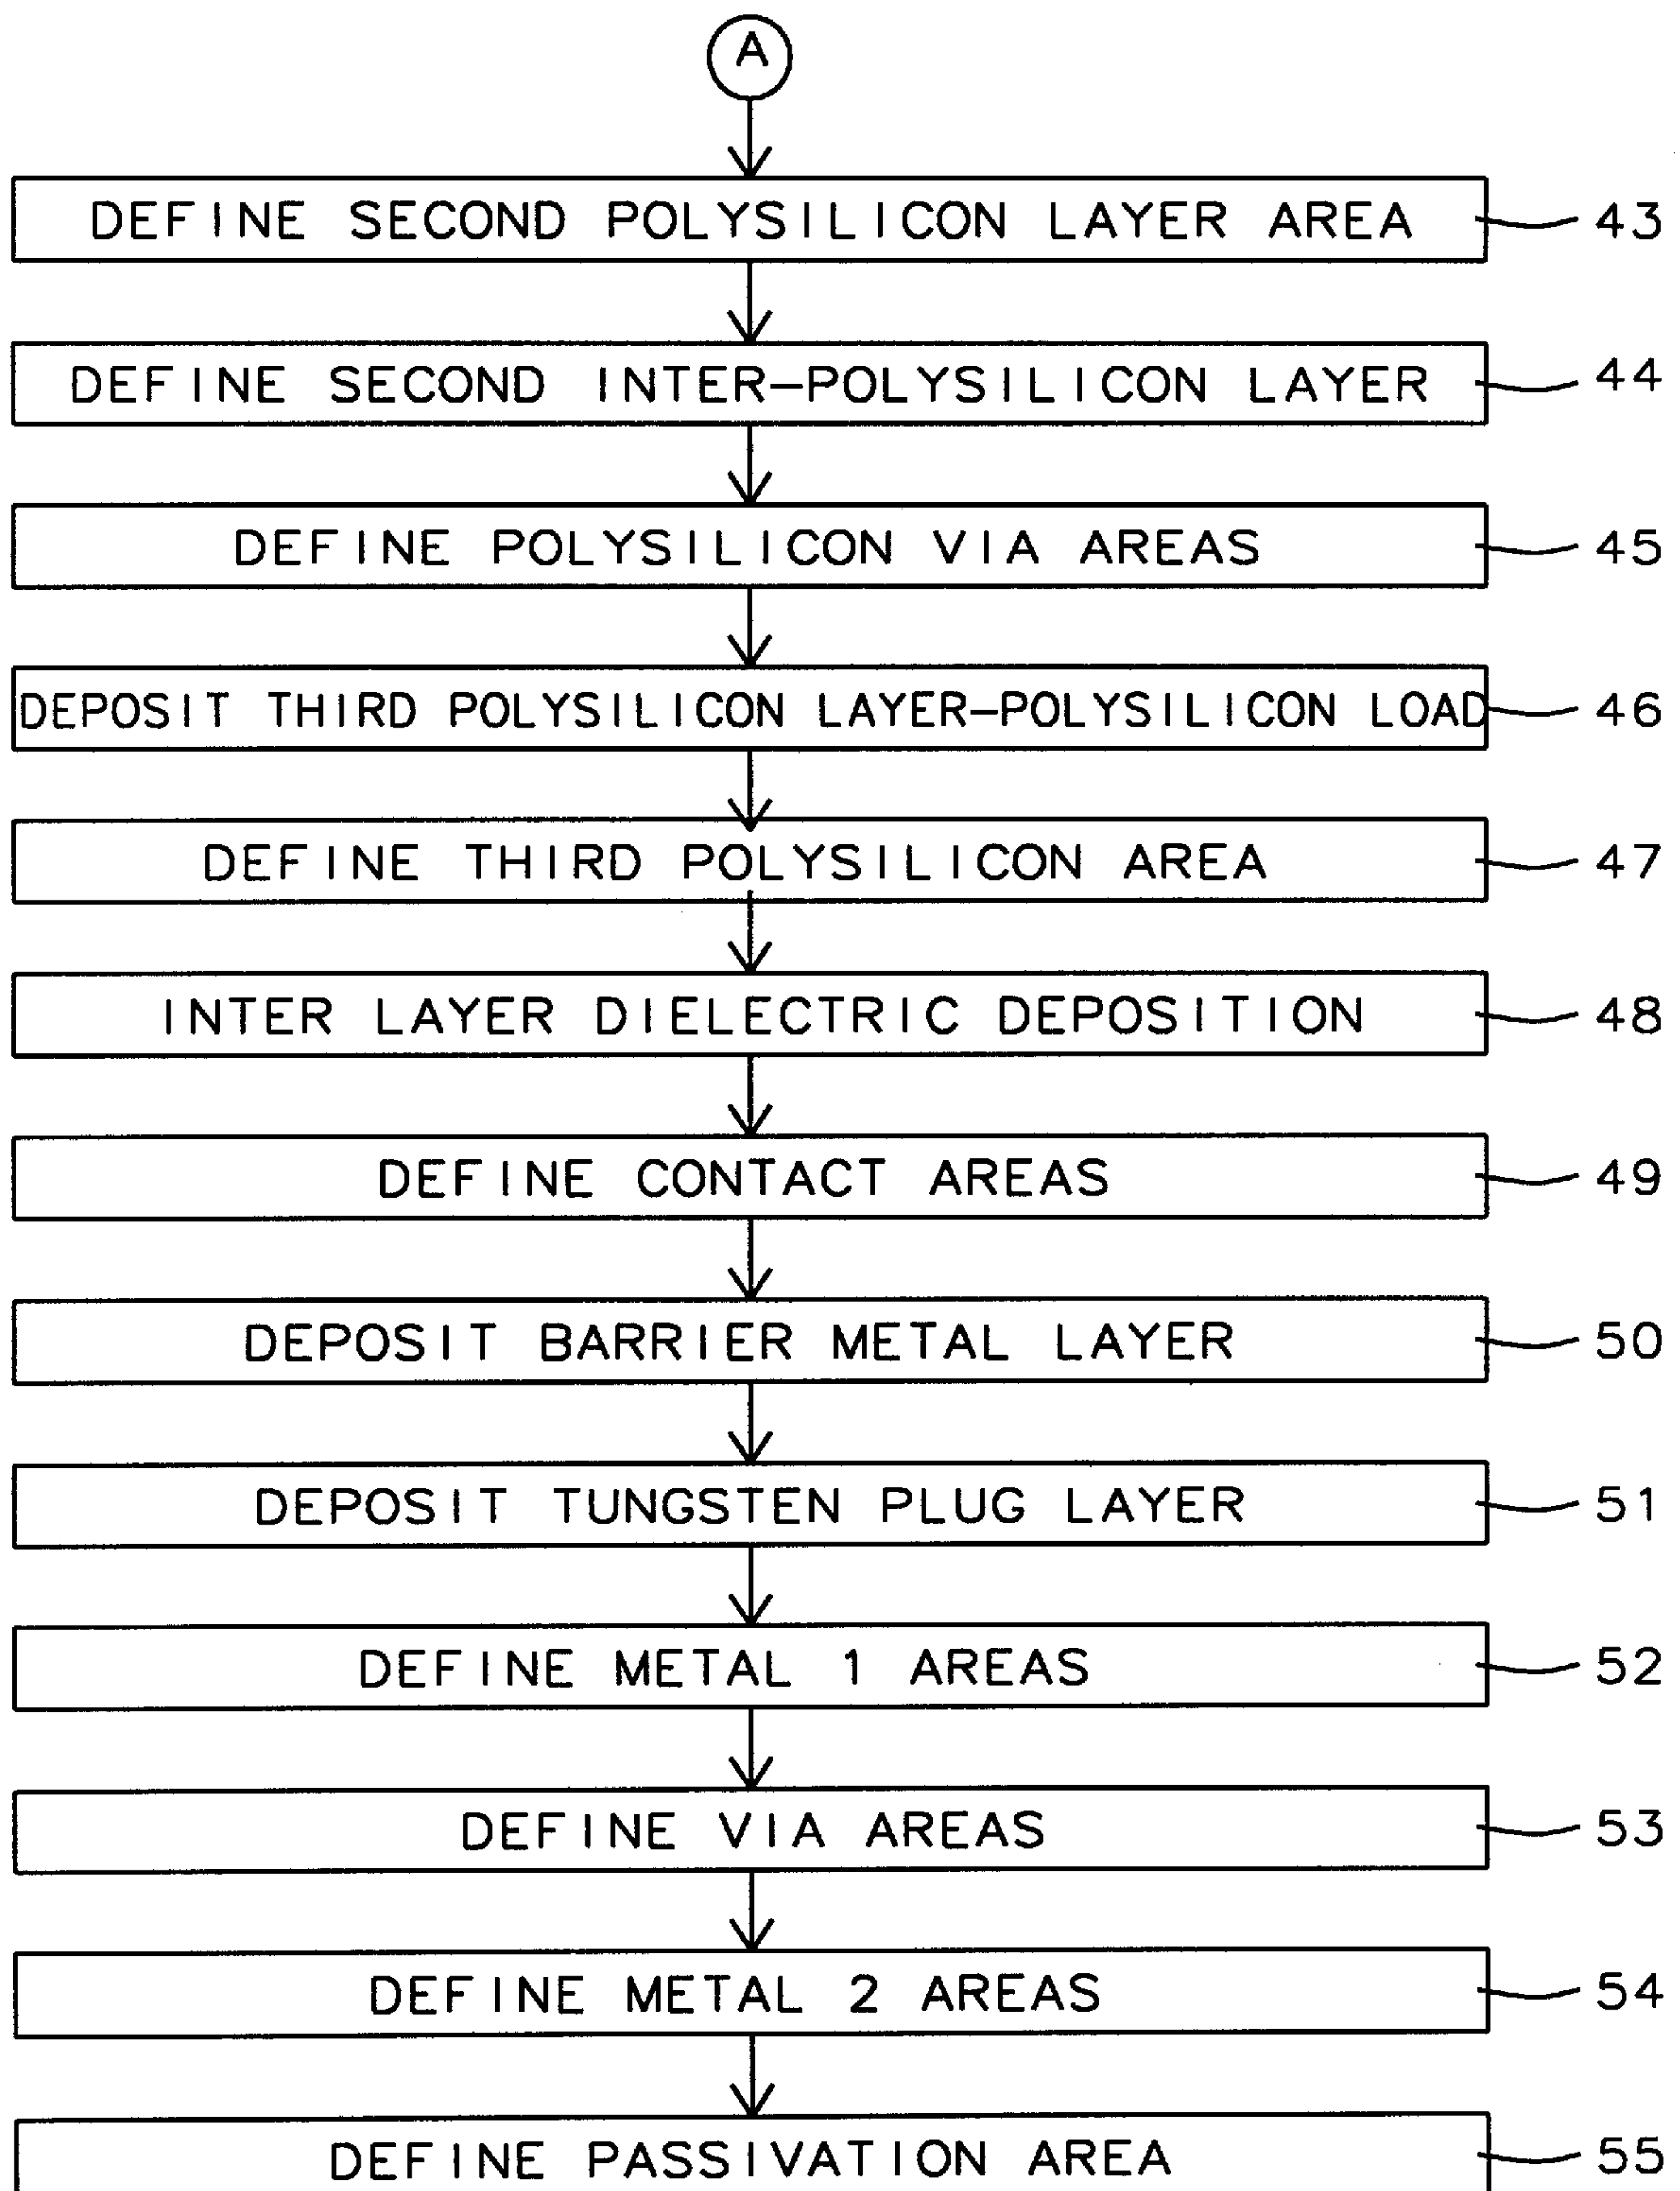 A
DEFINE SECOND POLYSILICON LAYER AREA 43
DEFINE SECOND INTER-POLYSILICON LAYER 44
DEFINE POLYSILICON VIA AREAS 45
DEPOSIT THIRD POLYSILICON LAYER-POLYSILICON LOAD 46
DEFINE THIRD POLYSILICON AREA 47
INTER LAYER DIELECTRIC DEPOSITION 48
DEFINE CONTACT AREAS 49
DEPOSIT BARRIER METAL LAYER 50
DEPOSIT TUNGSTEN PLUG LAYER 51
DEFINE METAL 1 AREAS 52
DEFINE VIA AREAS 53
DEFINE METAL 2 AREAS 54
DEFINE PASSIVATION AREA 55